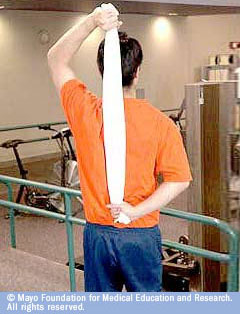 © Mayo Foundation for Medical Education and Research.
All rights reserved.